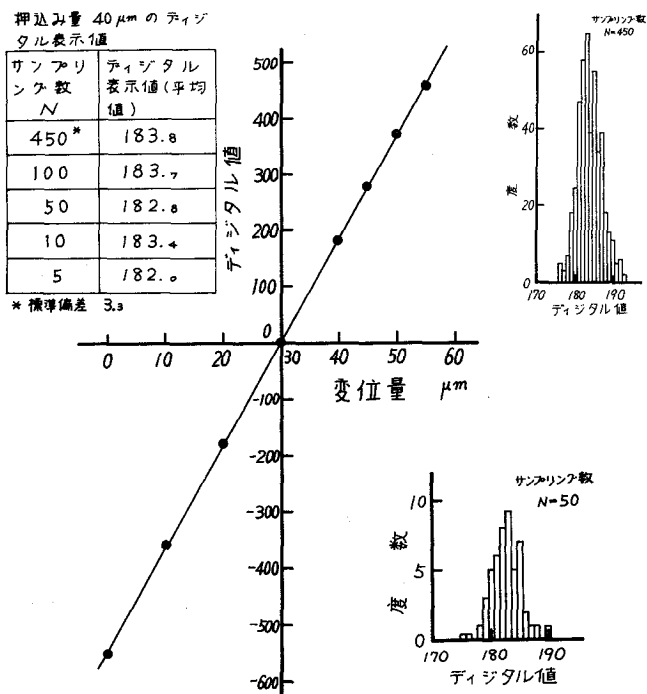 押込み量 40 μm の ディジ
タル表示値
サンプリ
ング数
N
ディジタル
表示値(平均
値)
450* 183.8
100 183.7
50 182.8
10 183.4
5 182.0
* 標準偏差 3.3
ディジタル値
500
400
300
200
100
0
-100
-200
-300
-400
-500
-600
0 10 20 30 40 50 60
変位量 μm
サンプリング数
N=450
度数
60
40
20
0
170 180 190
ディジタル値
サンプリング数
N=50
度数
10
5
0
170 180 190
ディジタル値